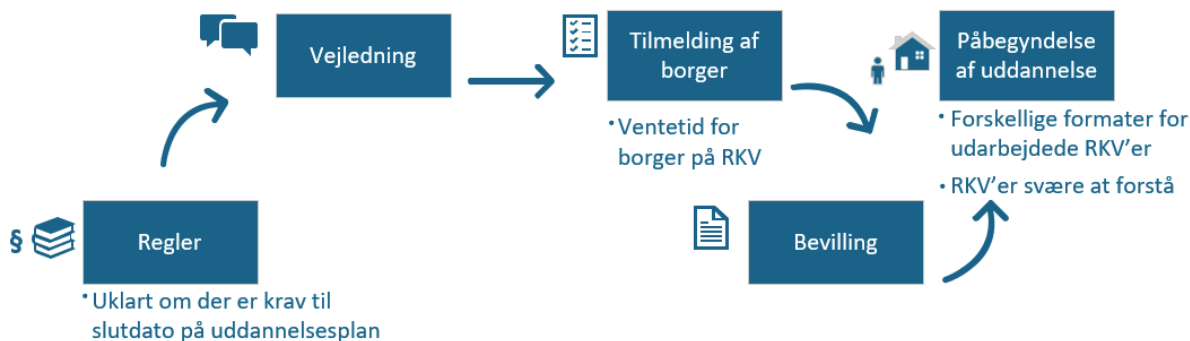 Vejledning
Tilmelding af
borger
• Ventetid for
borger på RKV
Påbegyndelse
af uddannelse
• Forskellige formater for
udarbejdede RKV’er
• RKV’er svære at forstå
§
Regler
• Uklart om der er krav til
slutdato på uddannelsesplan
Bevilling